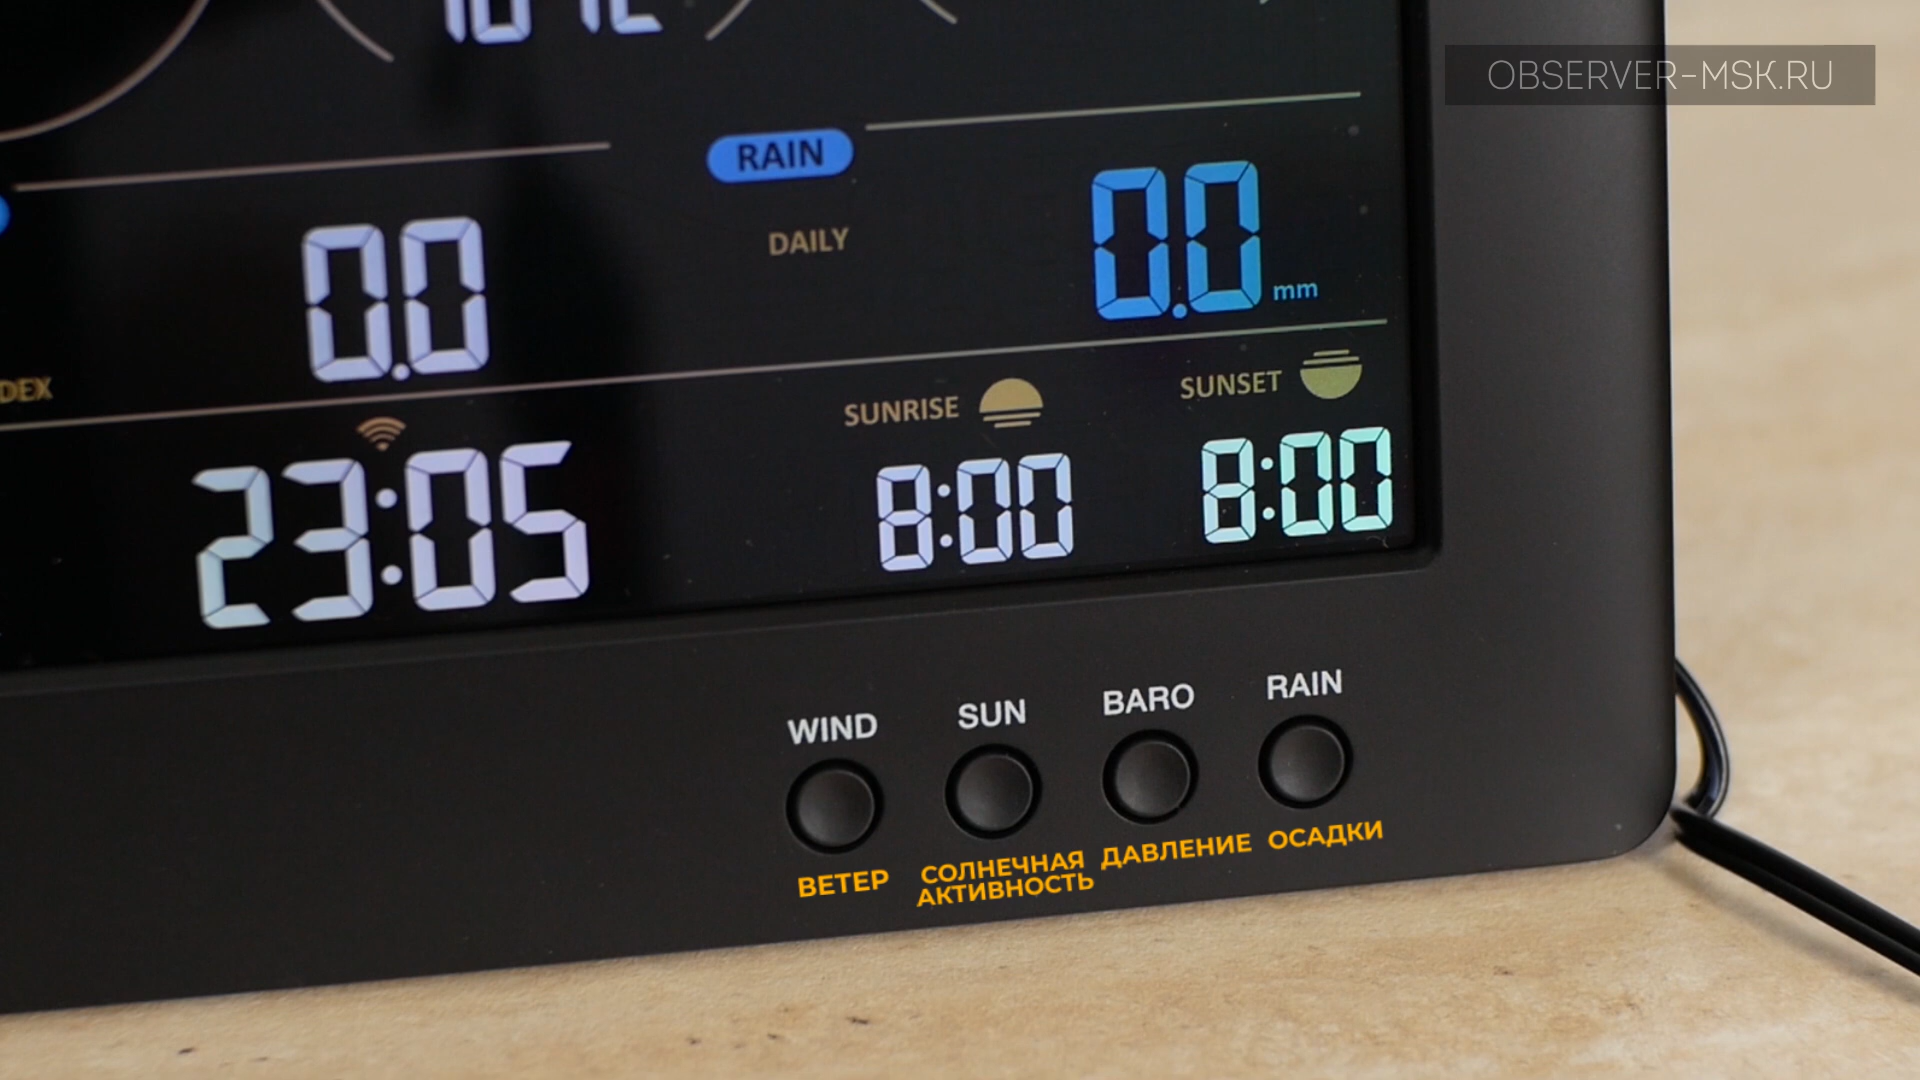 OBSERVER-MSK.RU
RAIN
DAILY
0.0
0.0 mm
DEX
SUNRISE
SUNSET
23:05
8:00
8:00
WIND
SUN
BARO
RAIN
ВЕТЕР
СОЛНЕЧНАЯ
АКТИВНОСТЬ
ДАВЛЕНИЕ
ОСАДКИ